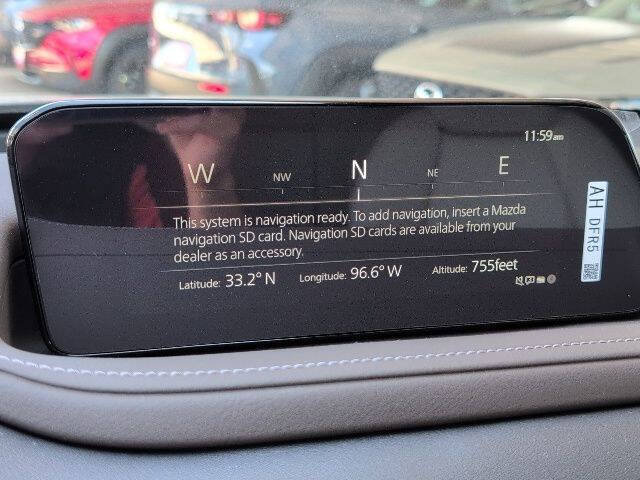 11:59am
W NW N NE E
This system is navigation ready. To add navigation, insert a Mazda
navigation SD card. Navigation SD cards are available from your
dealer as an accessory.
Latitude: 33.2° N Longitude: 96.6° W Altitude: 755feet
AH DFR5